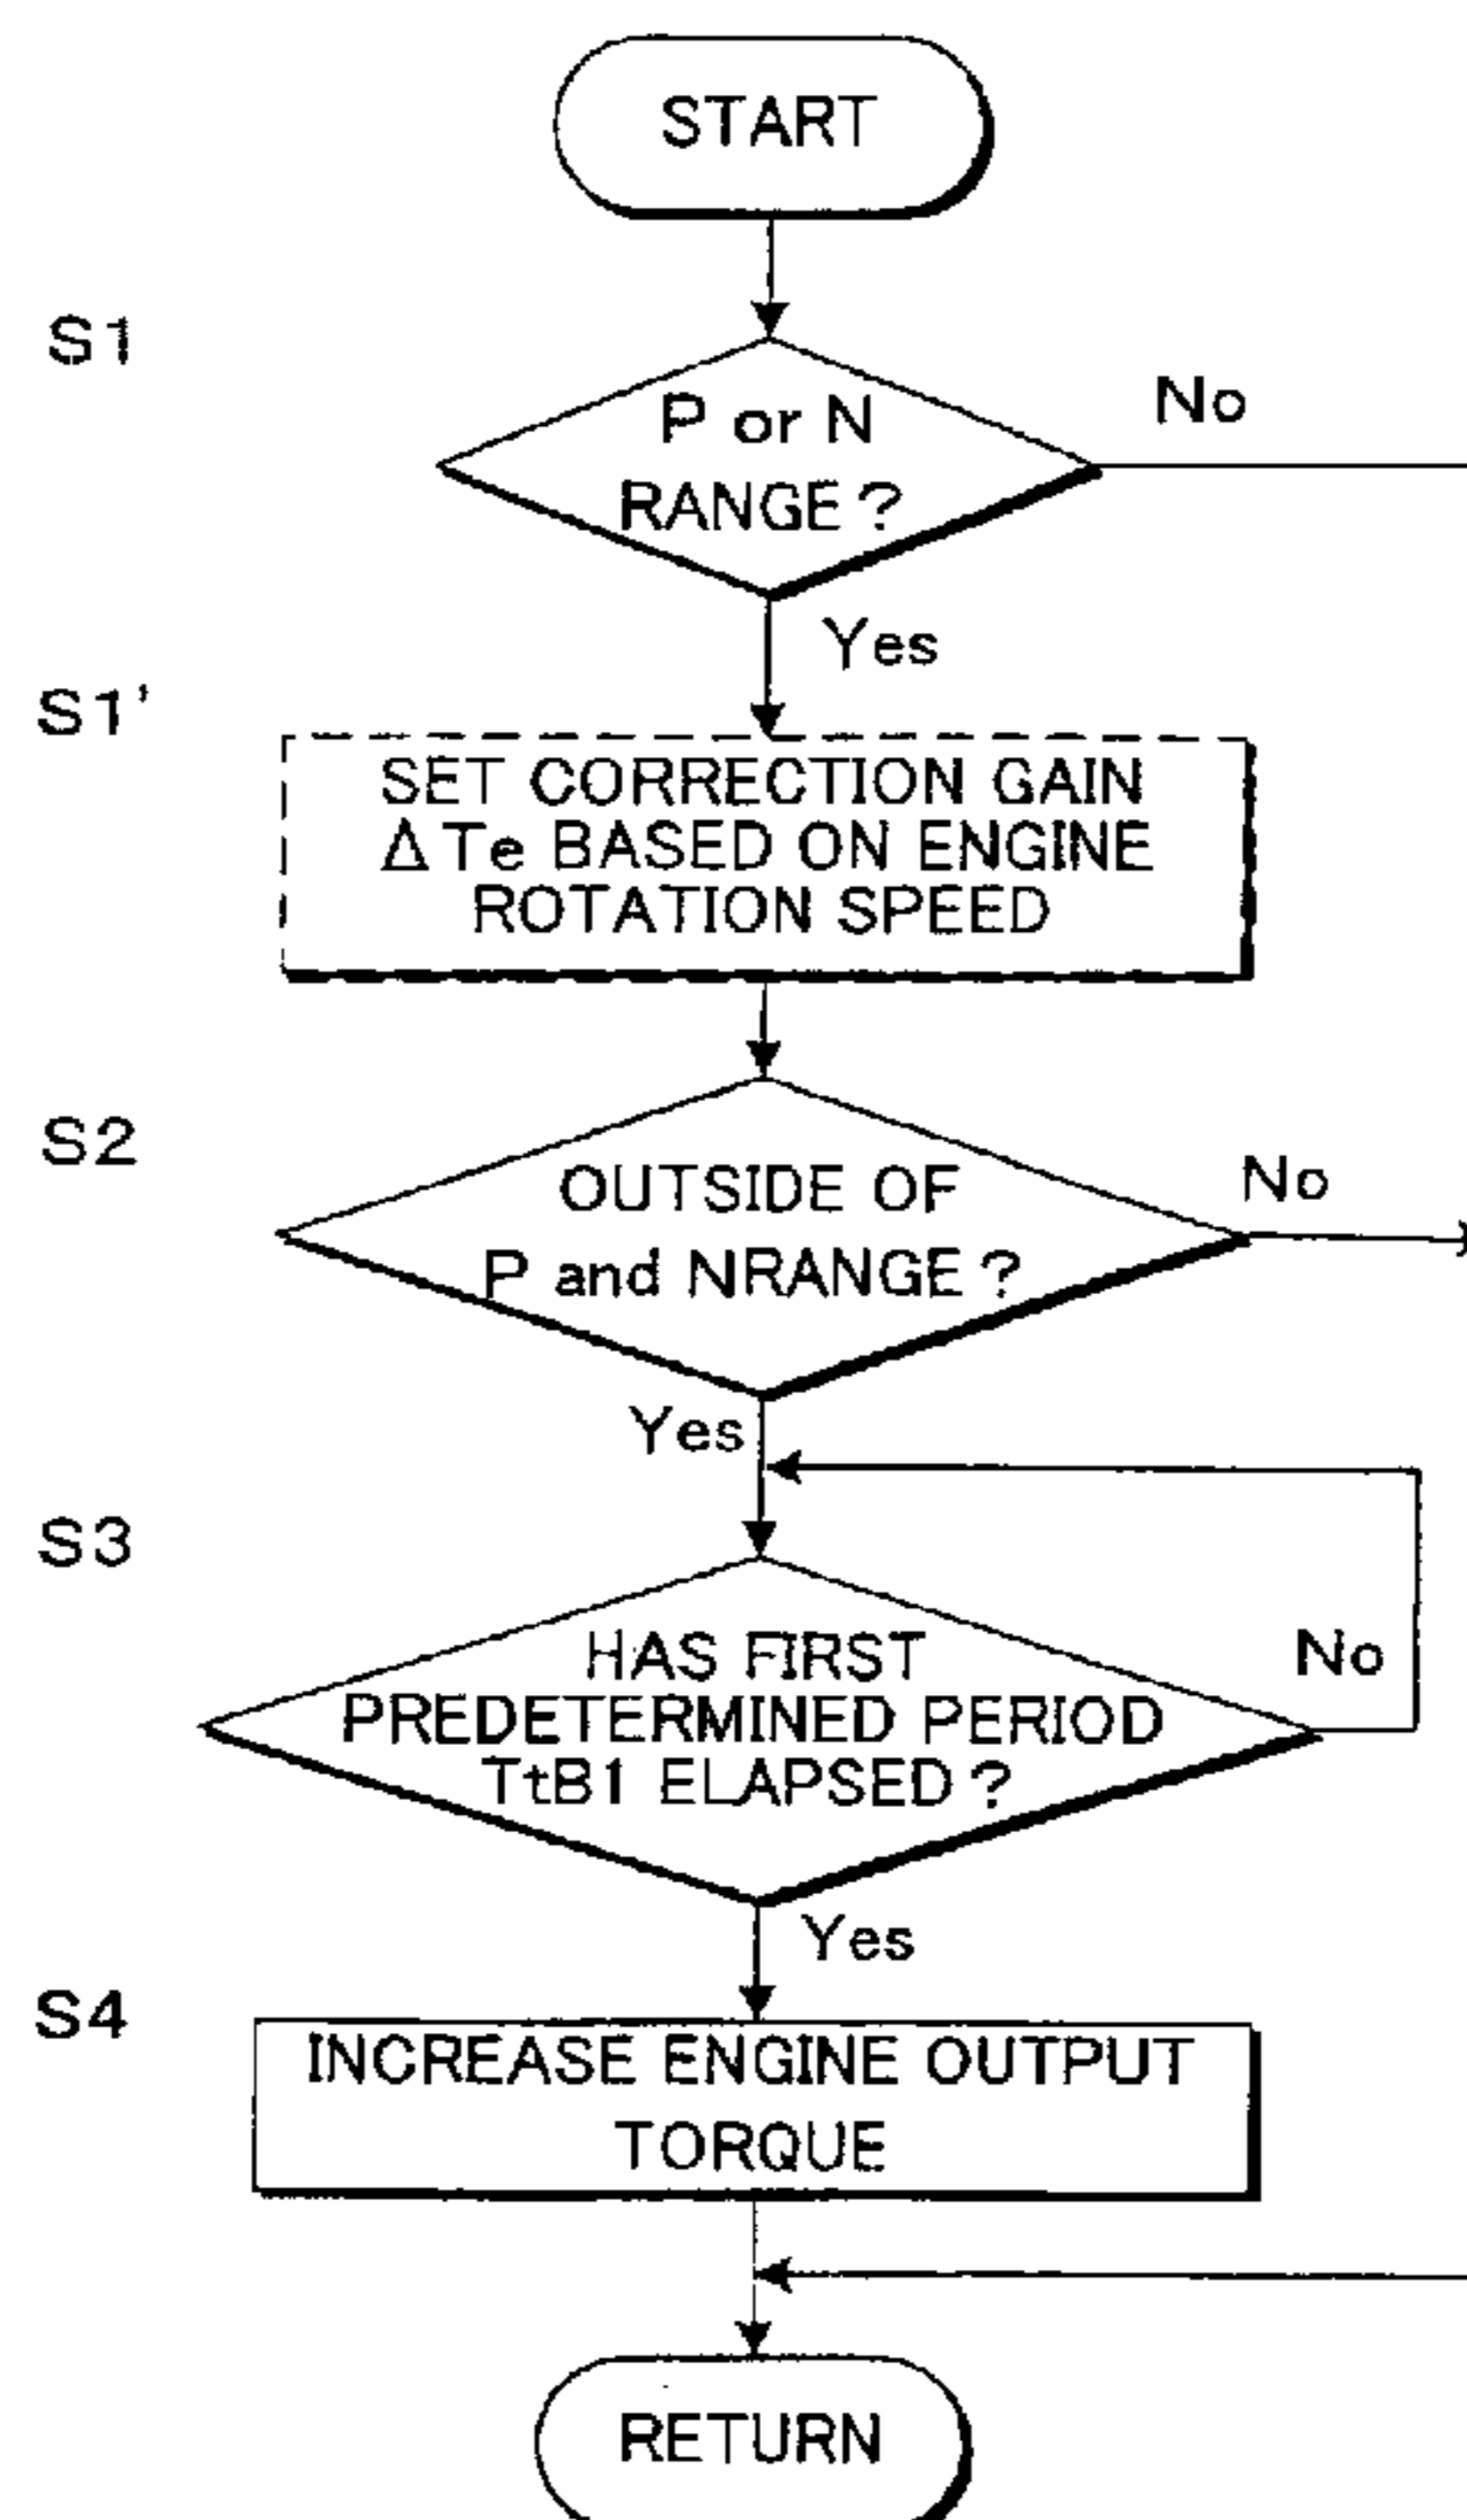 START
S1
P or N
No
RANGE ?
Yes
S1'
SET CORRECTION GAIN
Δ Te BASED ON ENGINE
ROTATION SPEED
S2
OUTSIDE OF
No
P and NRANGE ?
Yes
S3
HAS FIRST
No
PREDETERMINED PERIOD
TtB1 ELAPSED ?
Yes
S4
INCREASE ENGINE OUTPUT
TORQUE
RETURN